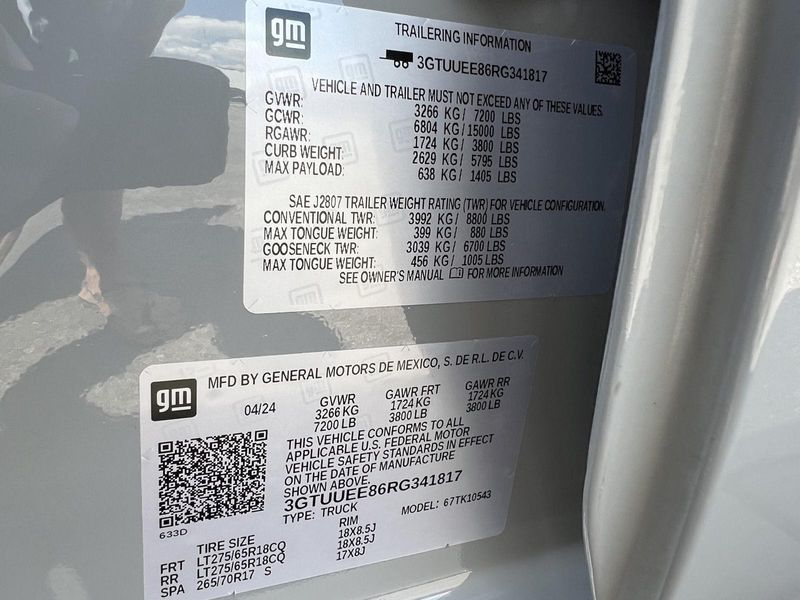 gm
TRAILERING INFORMATION
3GTUUEE86RG341817
VEHICLE AND TRAILER MUST NOT EXCEED ANY OF THESE VALUES.
GVWR: 3266 KG/ 7200 LBS
GCWR: 6804 KG/ 15000 LBS
RGAWR: 1724 KG/ 3800 LBS
CURB WEIGHT: 2629 KG/ 5795 LBS
MAX PAYLOAD: 638 KG/ 1405 LBS
SAE J2807 TRAILER WEIGHT RATING (TWR) FOR VEHICLE CONFIGURATION.
CONVENTIONAL TWR: 3992 KG/ 8800 LBS
MAX TONGUE WEIGHT: 399 KG/ 880 LBS
GOOSENECK TWR: 3039 KG/ 6700 LBS
MAX TONGUE WEIGHT: 456 KG/ 1005 LBS
SEE OWNER'S MANUAL FOR MORE INFORMATION
gm
MFD BY GENERAL MOTORS DE MEXICO, S. DE R.L. DE C.V.
04/24 GVWR GAWR FRT GAWR RR
3266 KG 1724 KG 1724 KG
7200 LB 3800 LB 3800 LB
THIS VEHICLE CONFORMS TO ALL
APPLICABLE U.S. FEDERAL MOTOR
VEHICLE SAFETY STANDARDS IN EFFECT
ON THE DATE OF MANUFACTURE
SHOWN ABOVE.
3GTUUEE86RG341817
TYPE: TRUCK MODEL: 67TK10543
633D
TIRE SIZE RIM
FRT LT275/65R18CQ 18X8.5J
RR LT275/65R18CQ 18X8.5J
SPA 265/70R17 S 17X8J